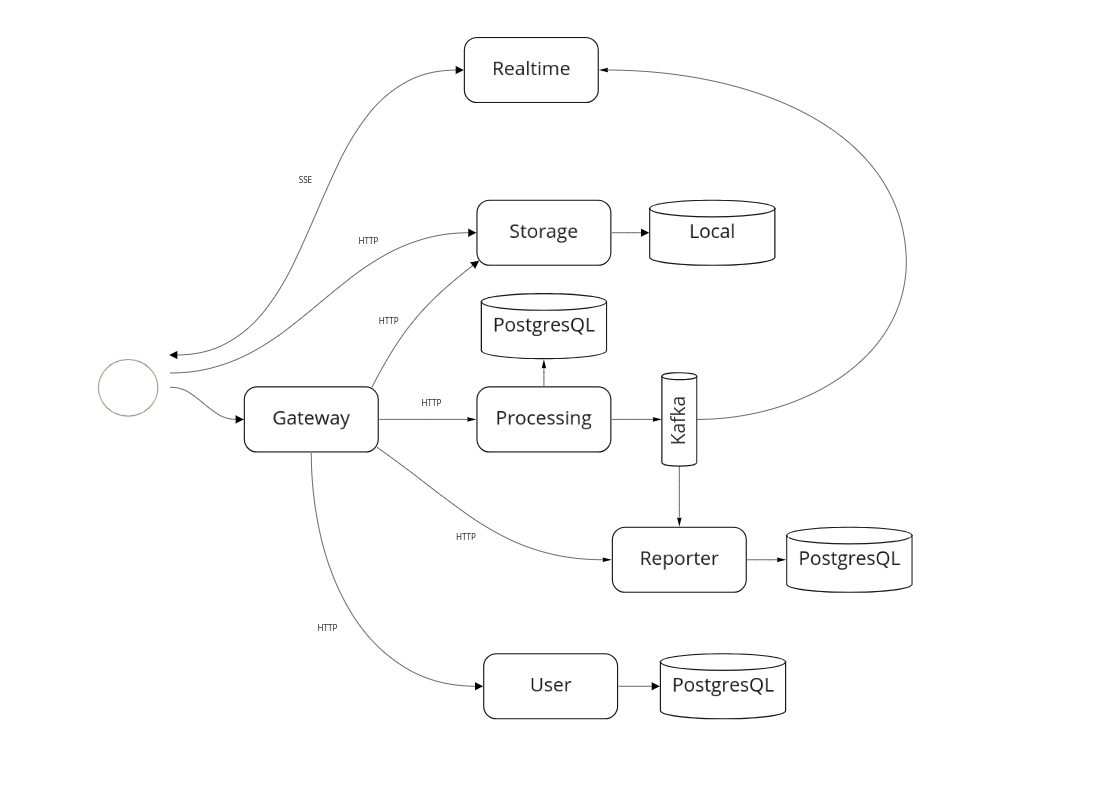 Realtime
SSE
HTTP
Storage
Local
HTTP
PostgresQL
HTTP
Gateway
Processing
Kafka
HTTP
Reporter
PostgresQL
HTTP
User
PostgresQL